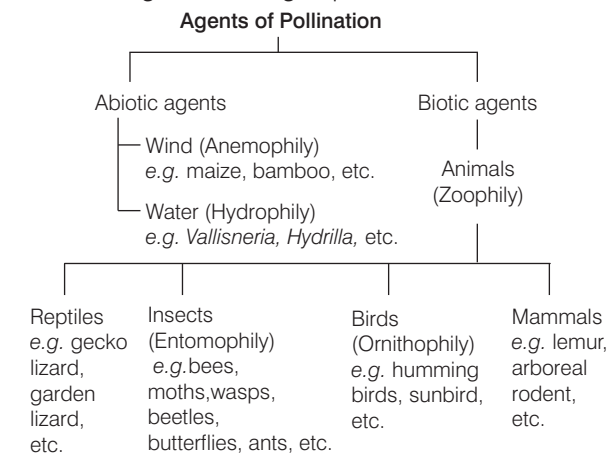 Agents of Pollination
Abiotic agents
Biotic agents
Wind (Anemophily)
e.g. maize, bamboo, etc.
Water (Hydrophily)
e.g. Vallisneria, Hydrilla, etc.
Animals
(Zoophily)
Reptiles
e.g. gecko
lizard,
garden
lizard,
etc.
Insects
(Entomophily)
e.g.bees,
moths,wasps,
beetles,
butterflies, ants, etc.
Birds
(Ornithophily)
e.g. humming
birds, sunbird,
etc.
Mammals
e.g. lemur,
arboreal
rodent,
etc.